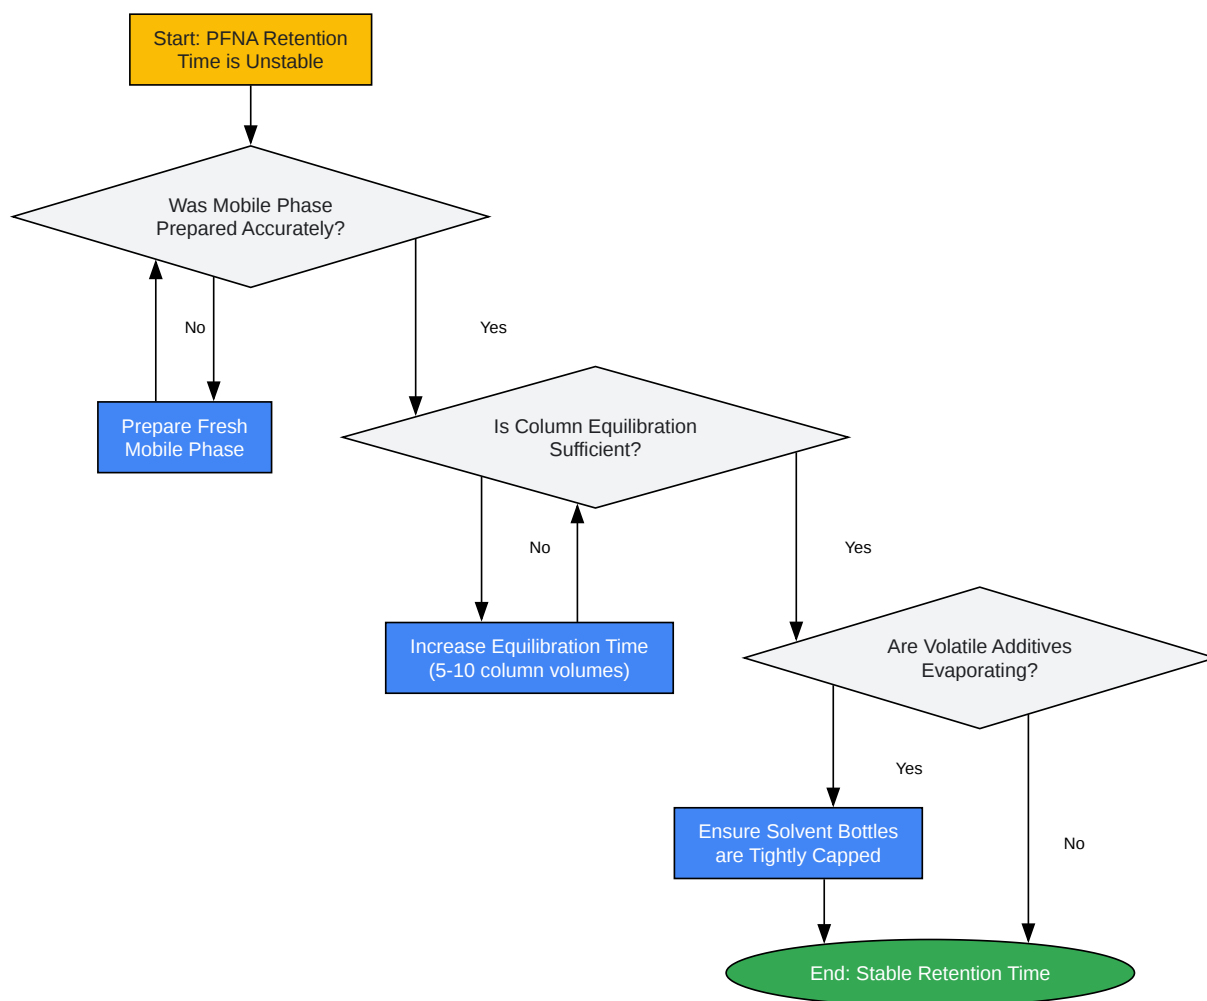 Start: PFNA Retention
Time is Unstable
Was Mobile Phase
Prepared Accurately?
No
Yes
Prepare Fresh
Mobile Phase
Is Column Equilibration
Sufficient?
No
Yes
Increase Equilibration Time
(5-10 column volumes)
Are Volatile Additives
Evaporating?
Yes
No
Ensure Solvent Bottles
are Tightly Capped
End: Stable Retention Time